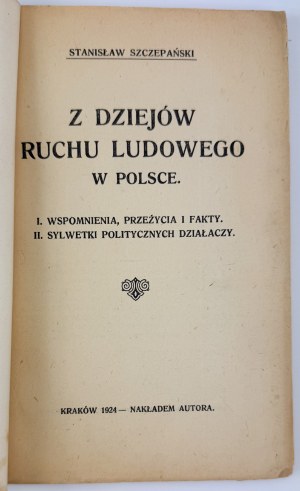 STANISŁAW SZCZEPAŃSKI
Z DZIEJÓW
RUCHU LUDOWEGO
W POLSCE.
I. WSPOMNIENIA, PRZEŻYCIA I FAKTY.
II. SYLWETKI POLITYCZNYCH DZIAŁACZY.
KRAKÓW 1924 — NAKŁADEM AUTORA.